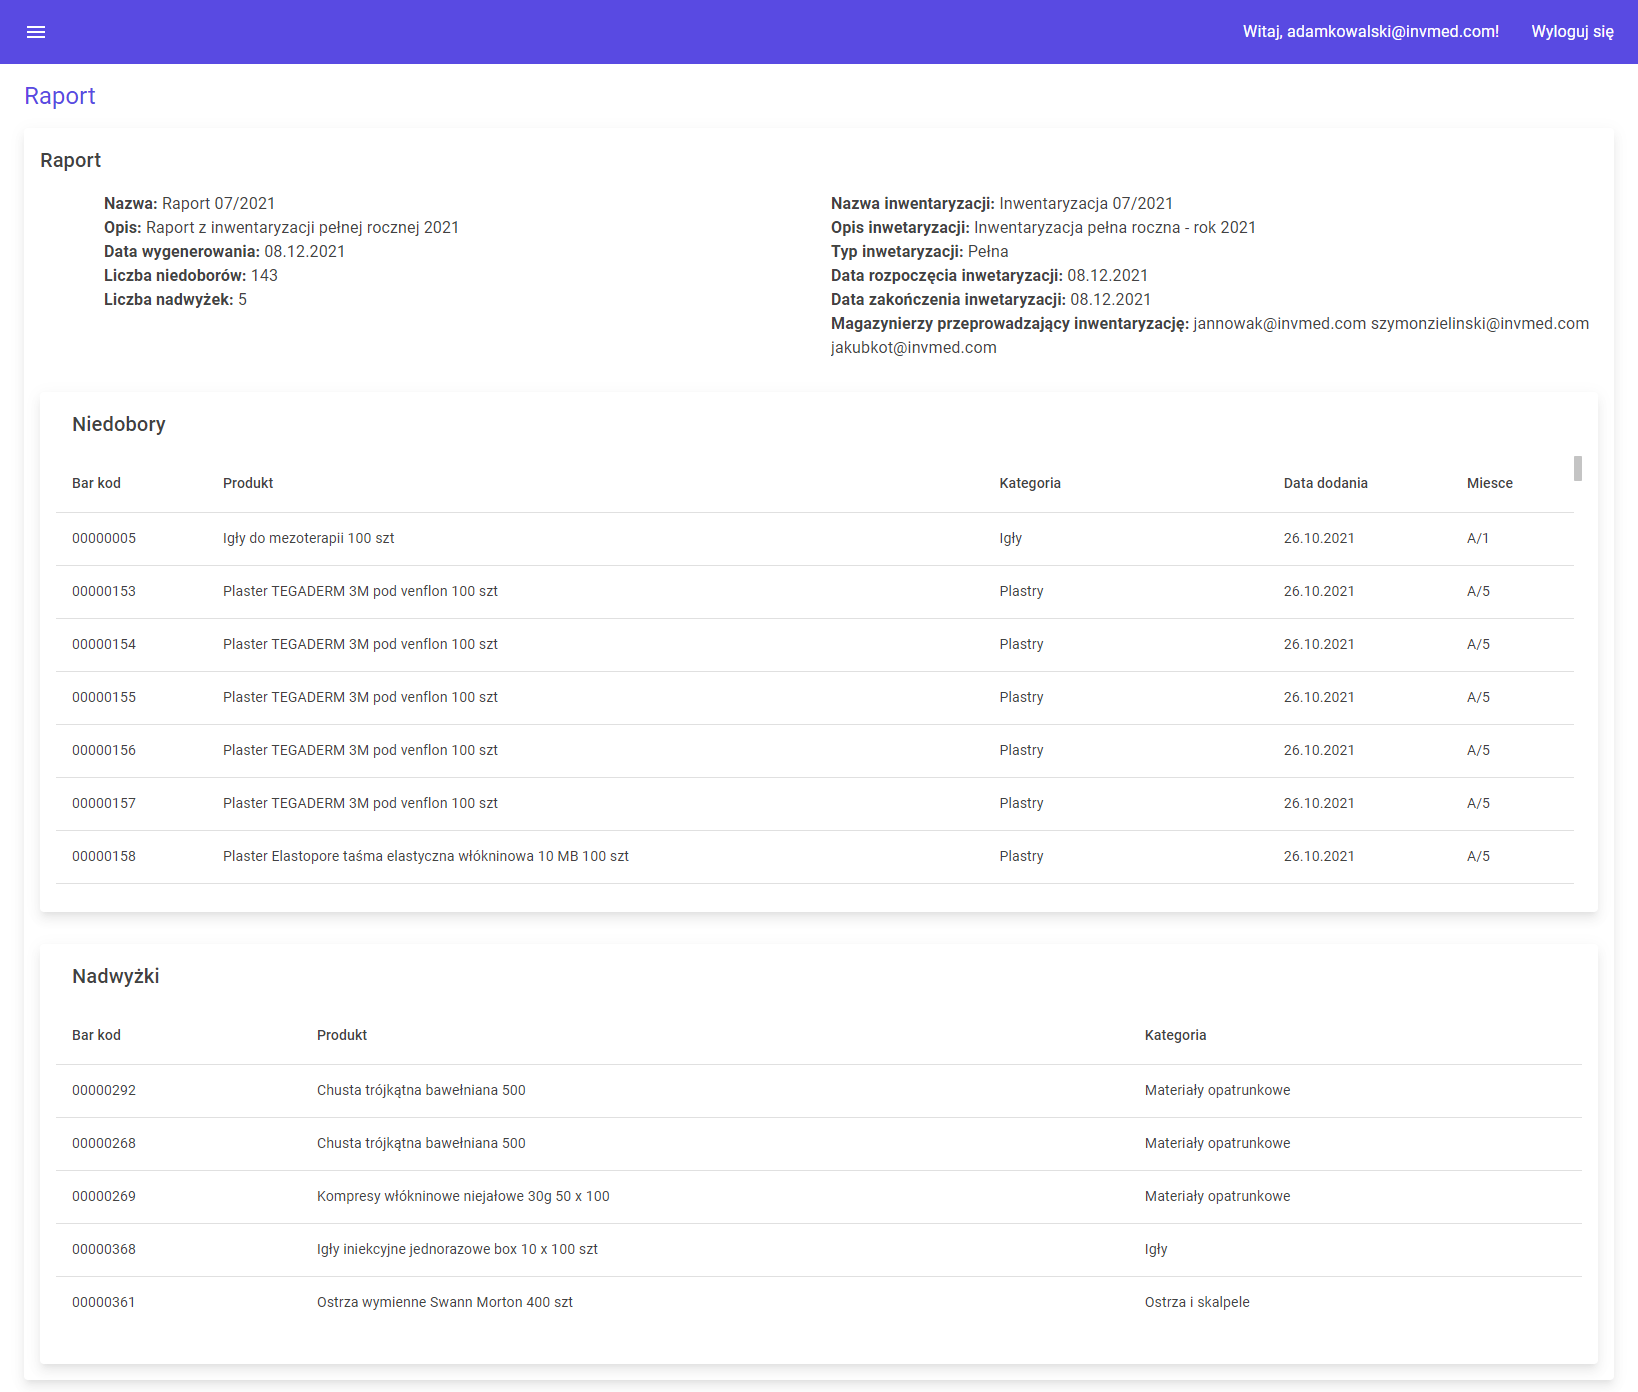 Witaj, adamkowalski@invmed.com! Wyloguj się
Raport
Raport
Nazwa: Raport 07/2021
Opis: Raport z inwentaryzacji pełnej rocznej 2021
Data wygenerowania: 08.12.2021
Liczba niedoborów: 143
Liczba nadwyżek: 5
Nazwa inwentaryzacji: Inwentaryzacja 07/2021
Opis inwetaryzacji: Inwentaryzacja pełna roczna - rok 2021
Typ inwetaryzacji: Pełna
Data rozpoczęcia inwetaryzacji: 08.12.2021
Data zakończenia inwetaryzacji: 08.12.2021
Magazynierzy przeprowadzający inwentaryzację: jannowak@invmed.com szymonzielinski@invmed.com
jakubkot@invmed.com
Niedobory
Bar kod Produkt Kategoria Data dodania Miesce
00000005 Igły do mezoterapii 100 szt Igły 26.10.2021 A/1
00000153 Plaster TEGADERM 3M pod venflon 100 szt Plastry 26.10.2021 A/5
00000154 Plaster TEGADERM 3M pod venflon 100 szt Plastry 26.10.2021 A/5
00000155 Plaster TEGADERM 3M pod venflon 100 szt Plastry 26.10.2021 A/5
00000156 Plaster TEGADERM 3M pod venflon 100 szt Plastry 26.10.2021 A/5
00000157 Plaster TEGADERM 3M pod venflon 100 szt Plastry 26.10.2021 A/5
00000158 Plaster Elastopore taśma elastyczna włókninowa 10 MB 100 szt Plastry 26.10.2021 A/5
Nadwyżki
Bar kod Produkt Kategoria
00000292 Chusta trójkątna bawełniana 500 Materiały opatrunkowe
00000268 Chusta trójkątna bawełniana 500 Materiały opatrunkowe
00000269 Kompresy włókninowe niejałowe 30g 50 x 100 Materiały opatrunkowe
00000368 Igły iniekcyjne jednorazowe box 10 x 100 szt Igły
00000361 Ostrza wymienne Swann Morton 400 szt Ostrza i skalpele